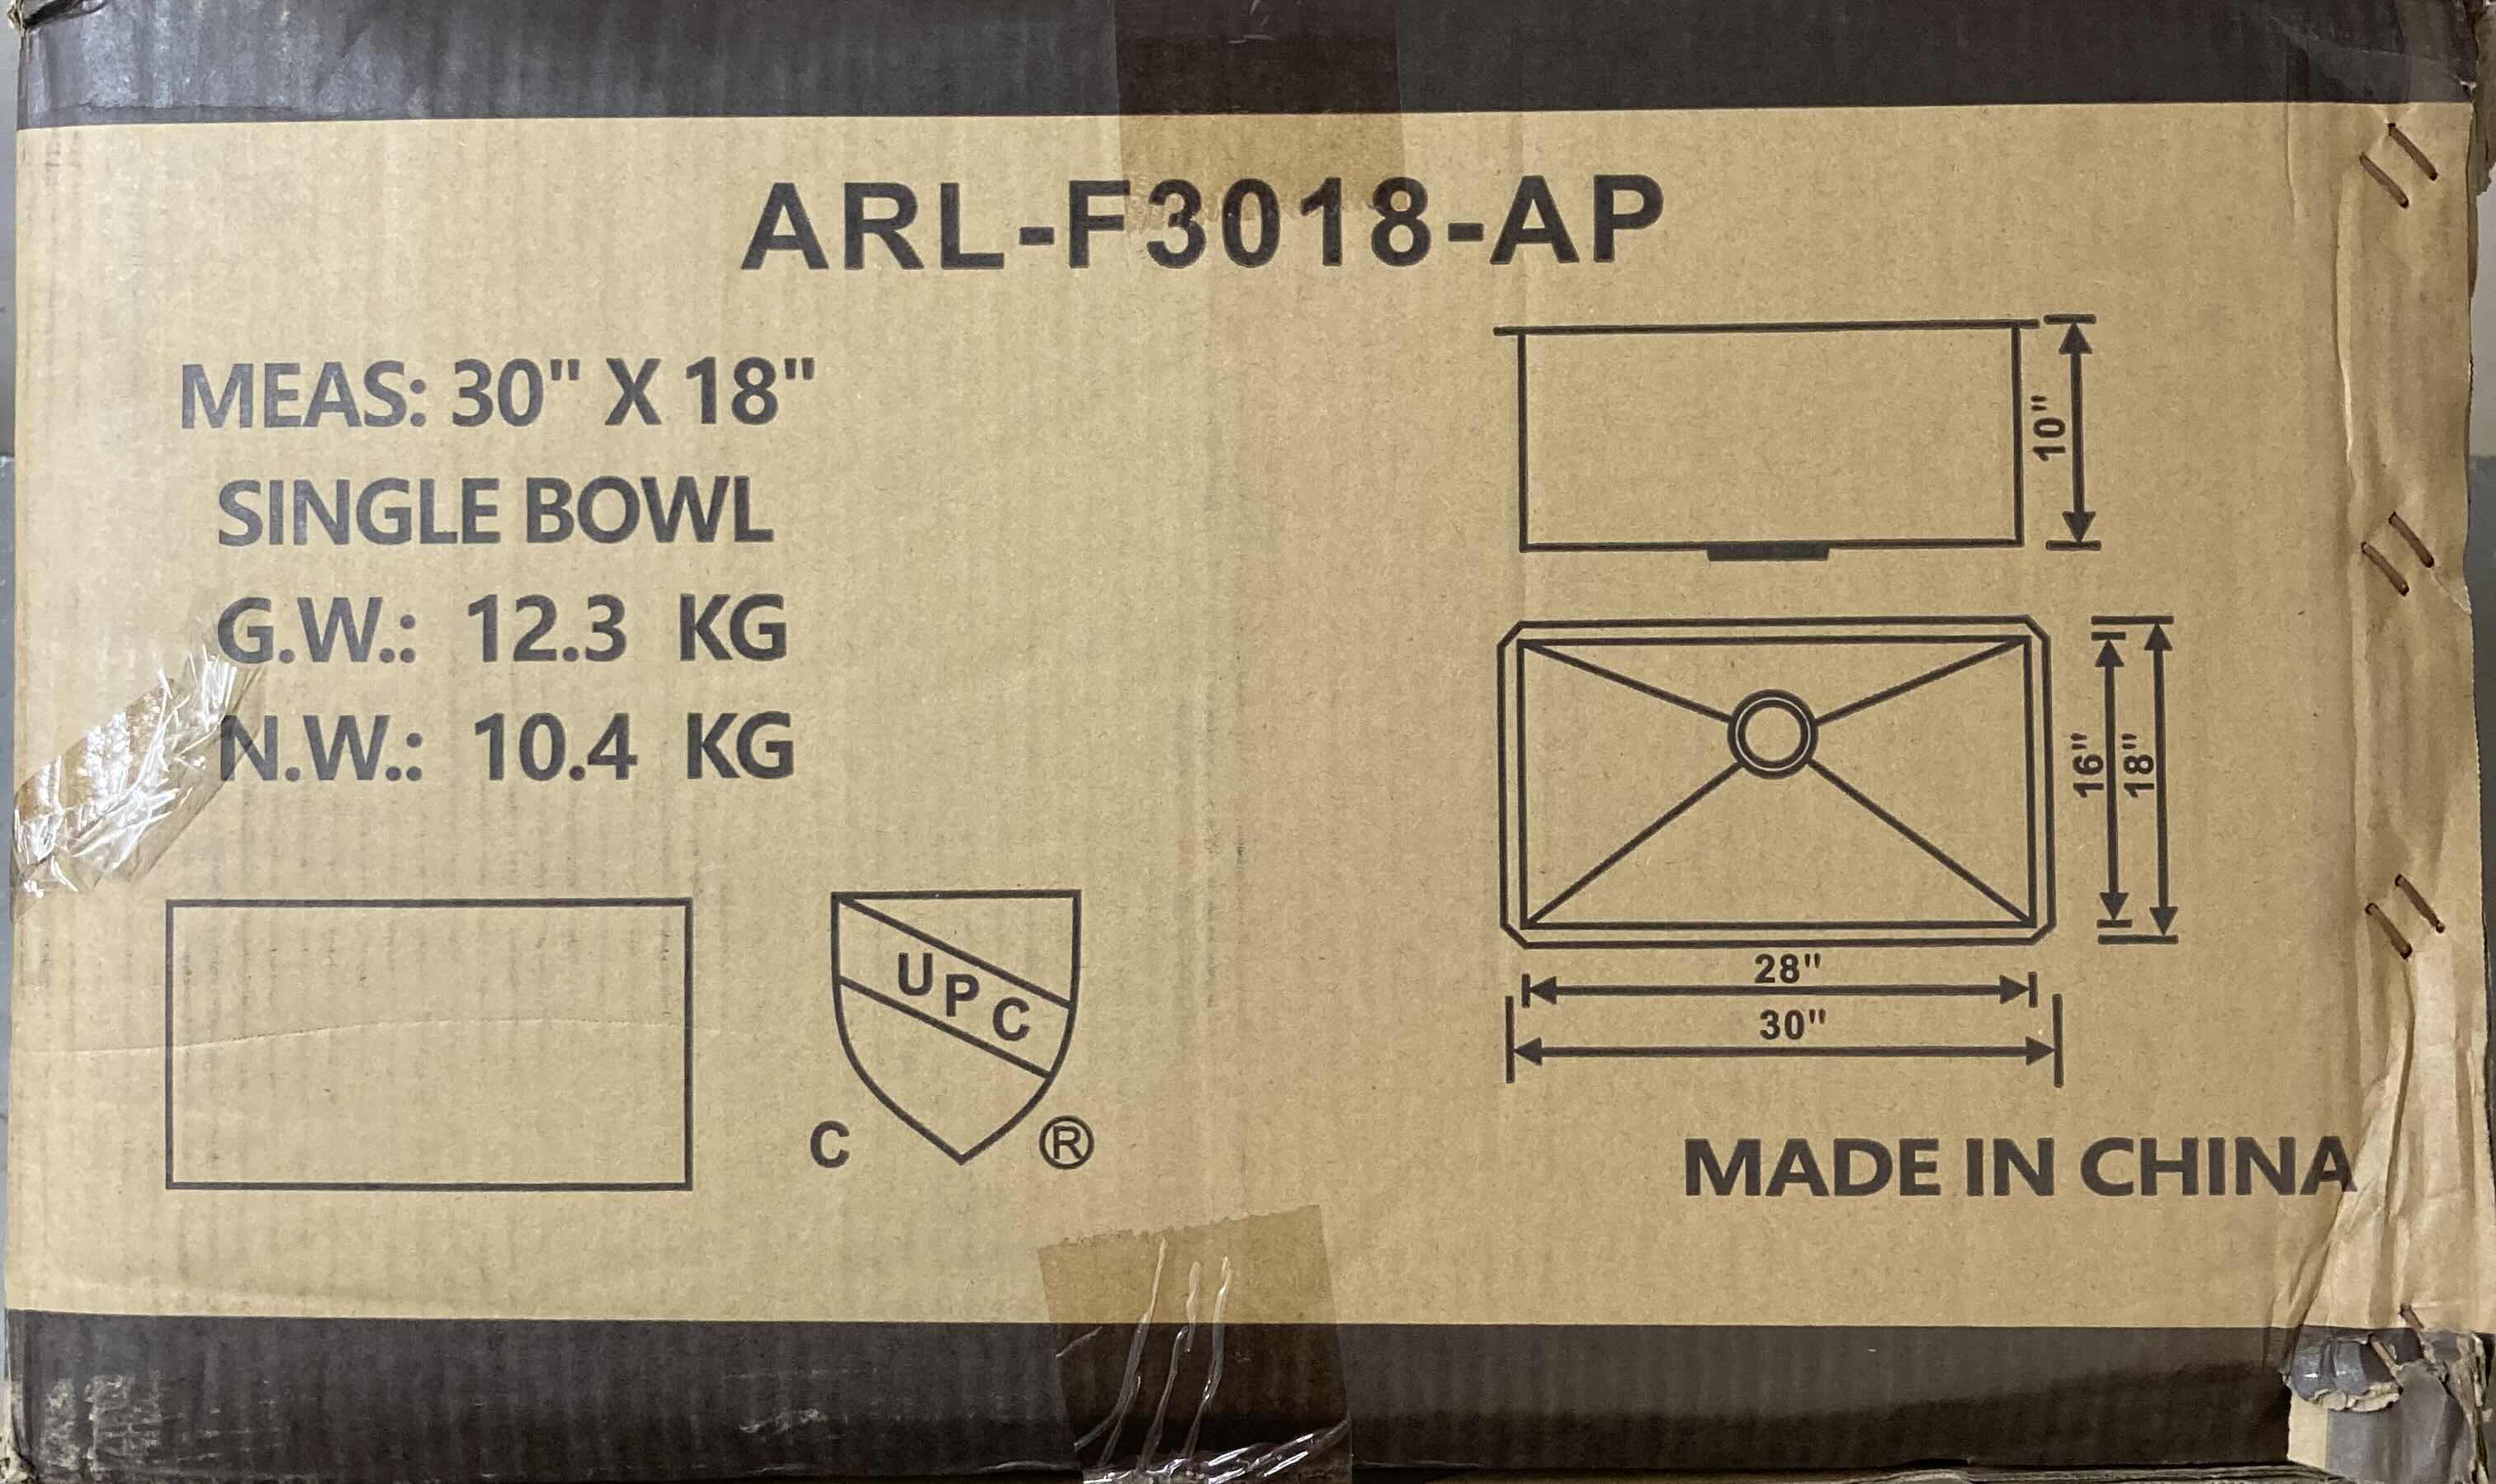 ARL-F3018-AP
MEAS: 30" X 18"
SINGLE BOWL
G.W.: 12.3 KG
N.W.: 10.4 KG
10"
16"
18"
28"
30"
UPC
C ®
MADE IN CHINA